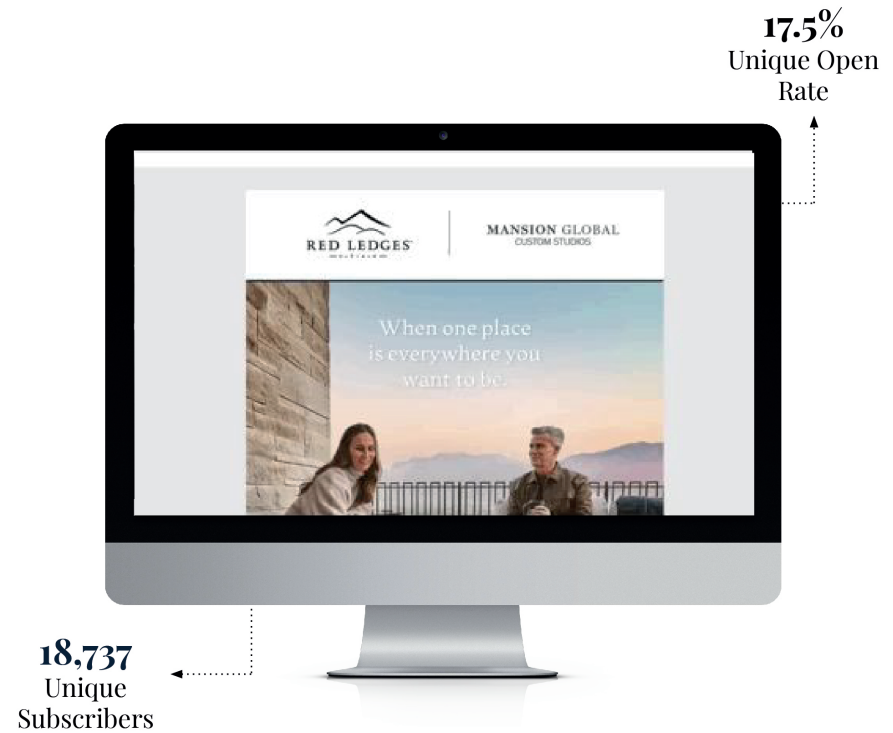 17.5%
Unique Open
Rate
RED LEDGES
MANSION GLOBAL
CUSTOM STUDIOS
When one place
is everywhere you
want to be.
18,737
Unique
Subscribers